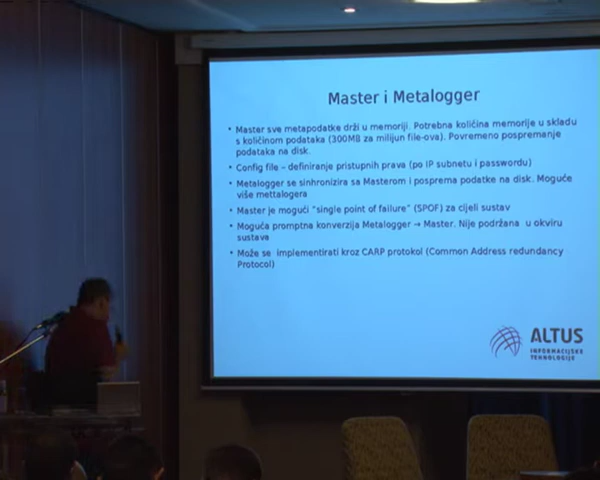 Master i Metalogger
• Master sve metapodatke drži u memoriji. Potrebna količina memorije u skladu
s količinom podataka (300MB za milijun file-ova). Povremeno pospremanje
podataka na disk.
• Config file – definiranje pristupnih prava (po IP subnetu i passwordu)
• Metalogger se sinhronizira sa Masterom i posprema podatke na disk. Moguće
više mettalogera
• Master je mogući "single point of failure" (SPOF) za cijeli sustav
• Moguća promptna konverzija Metalogger → Master. Nije podržana u okviru
sustava
• Može se implementirati kroz CARP protokol (Common Address redundancy
Protocol)
ALTUS
INFORMACIJSKE
TEHNOLOGIJE